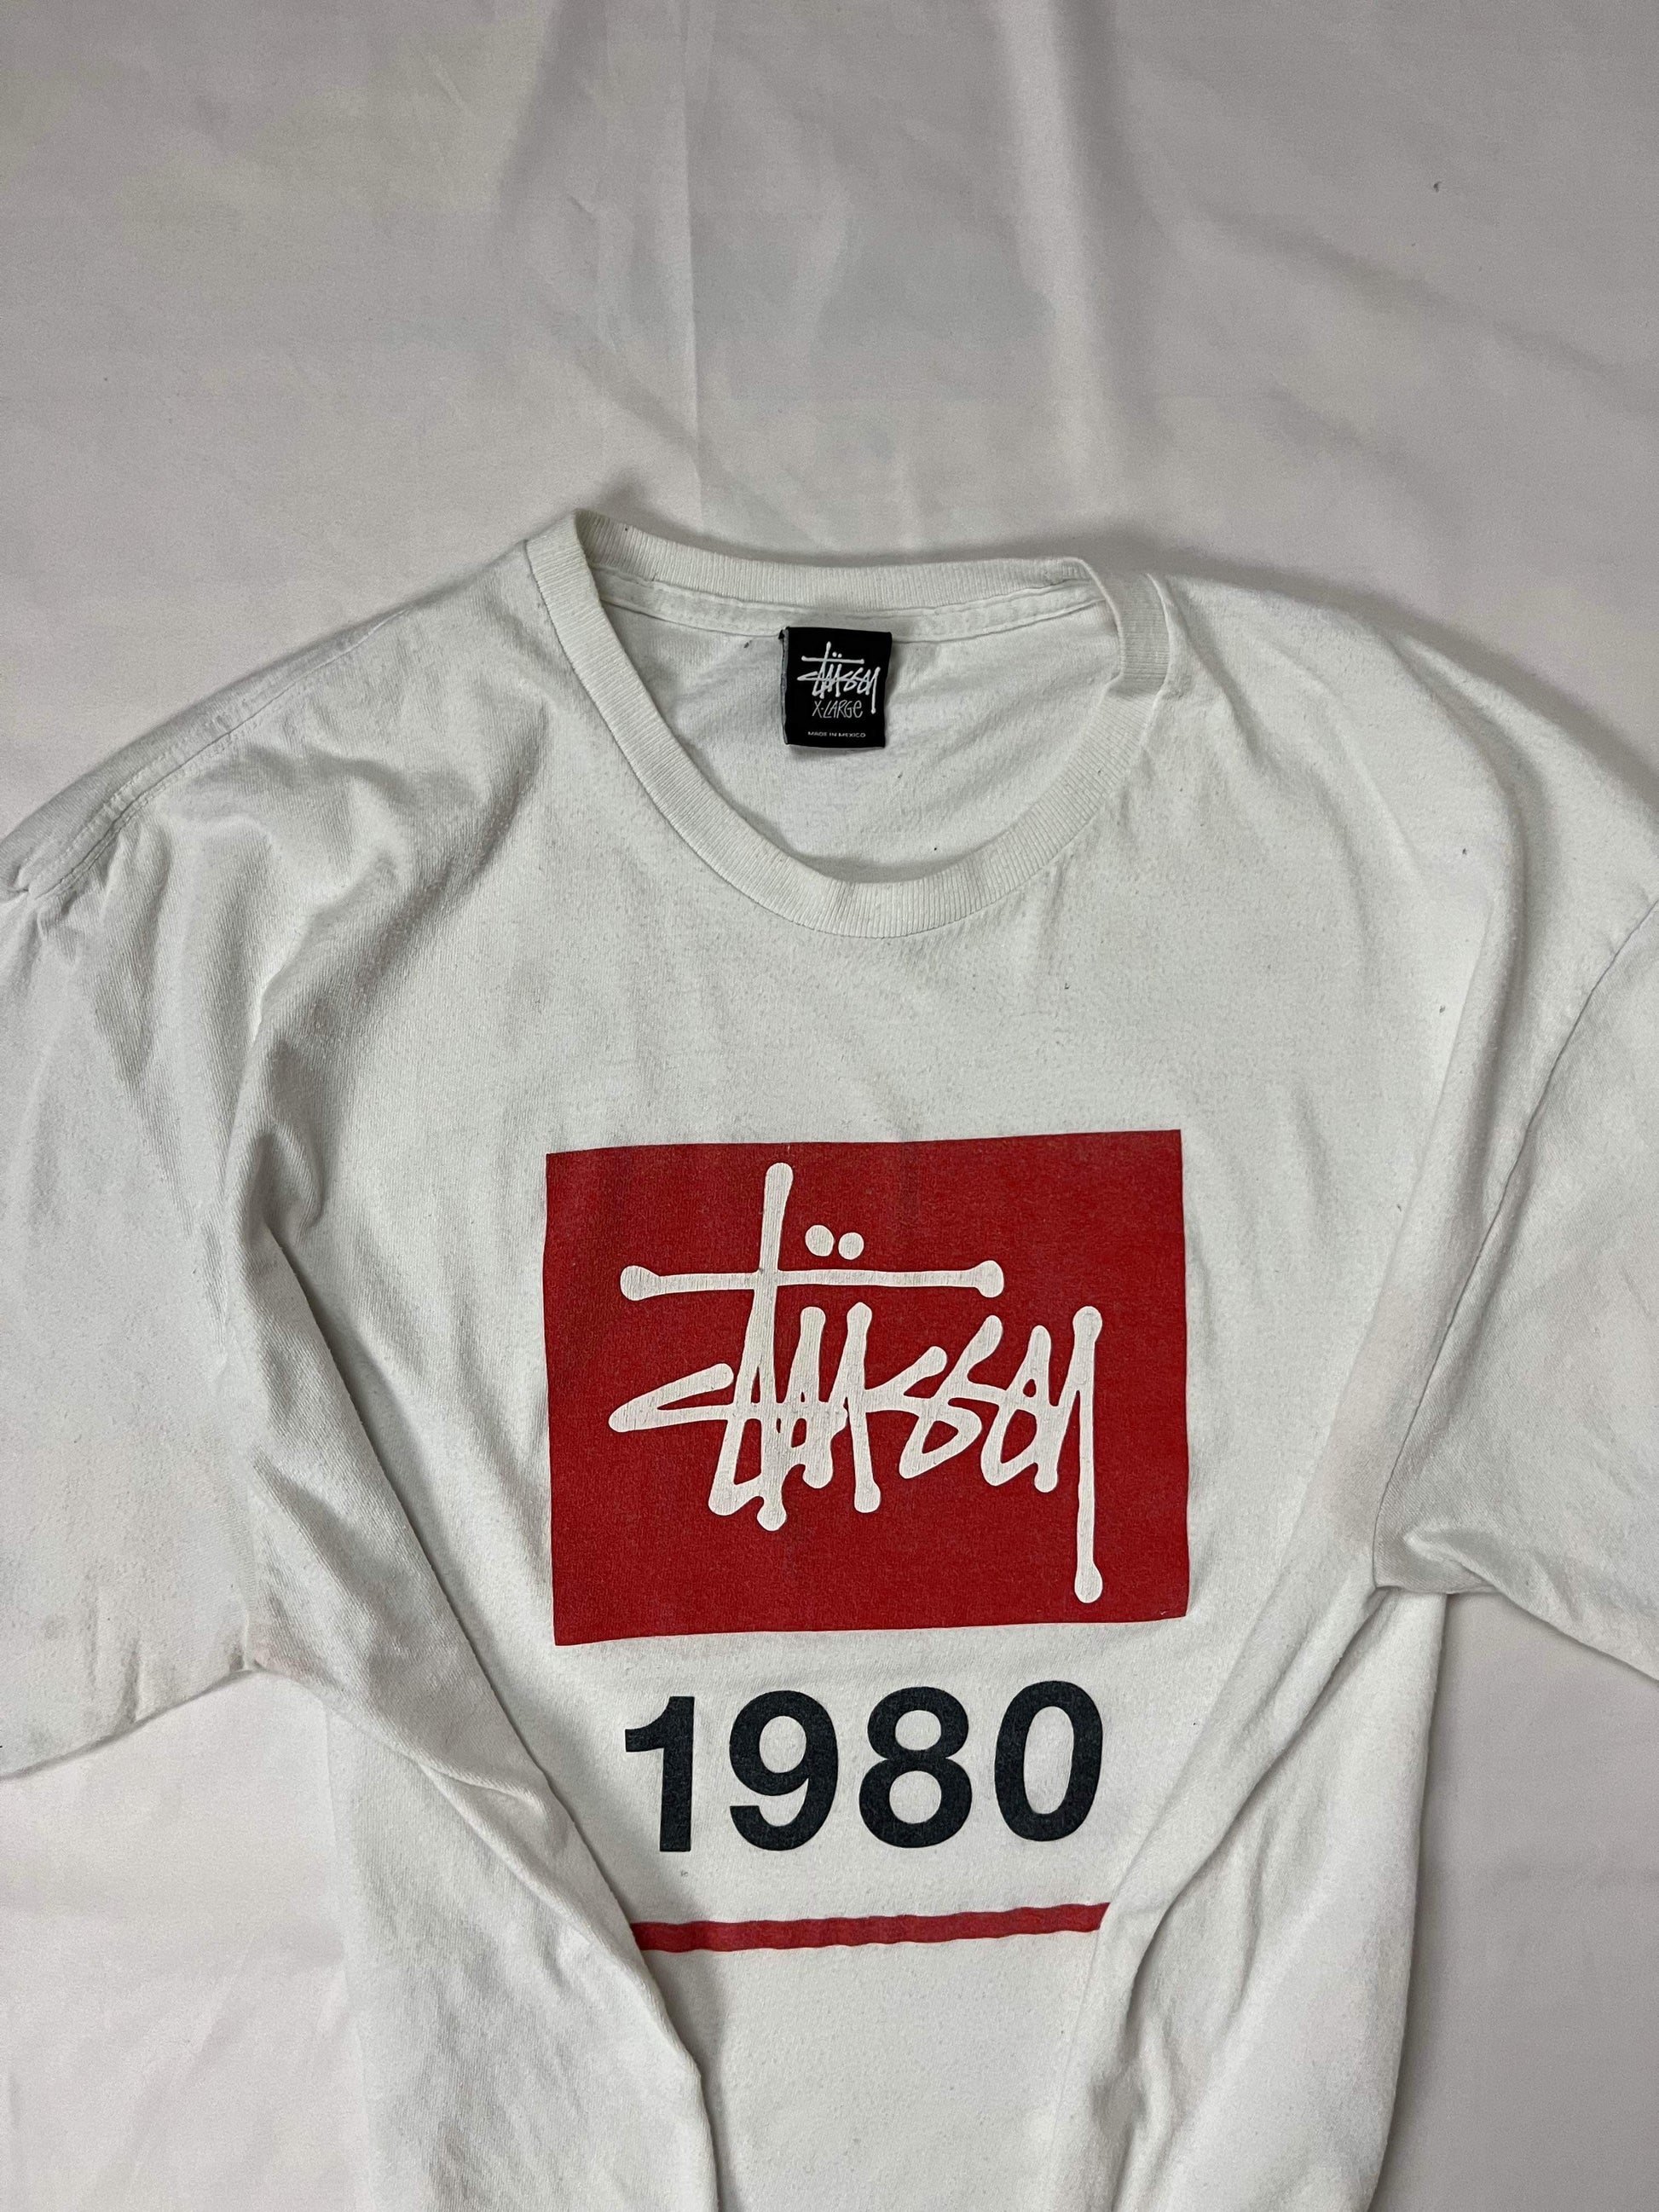 Stüssy
X-LARGE
MADE IN MEXICO
Stüssy
1980